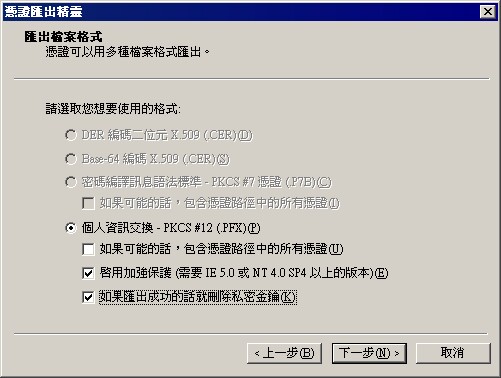 憑證匯出精靈
匯出檔案格式
憑證可以用多種檔案格式匯出。
請選取您想要使用的格式:
DER 編碼二位元 X.509 (.CER)(D)
Base-64 編碼 X.509 (.CER)(S)
密碼編譯訊息語法標準 - PKCS #7 憑證 (.P7B)(C)
如果可能的話，包含憑證路徑中的所有憑證(I)
個人資訊交換 - PKCS #12 (.PFX)(P)
如果可能的話，包含憑證路徑中的所有憑證(U)
啓用加強保護 (需要 IE 5.0 或 NT 4.0 SP4 以上的版本)(E)
如果匯出成功的話就刪除私密金鑰(K)
< 上一步(B) 下一步(N) > 取消